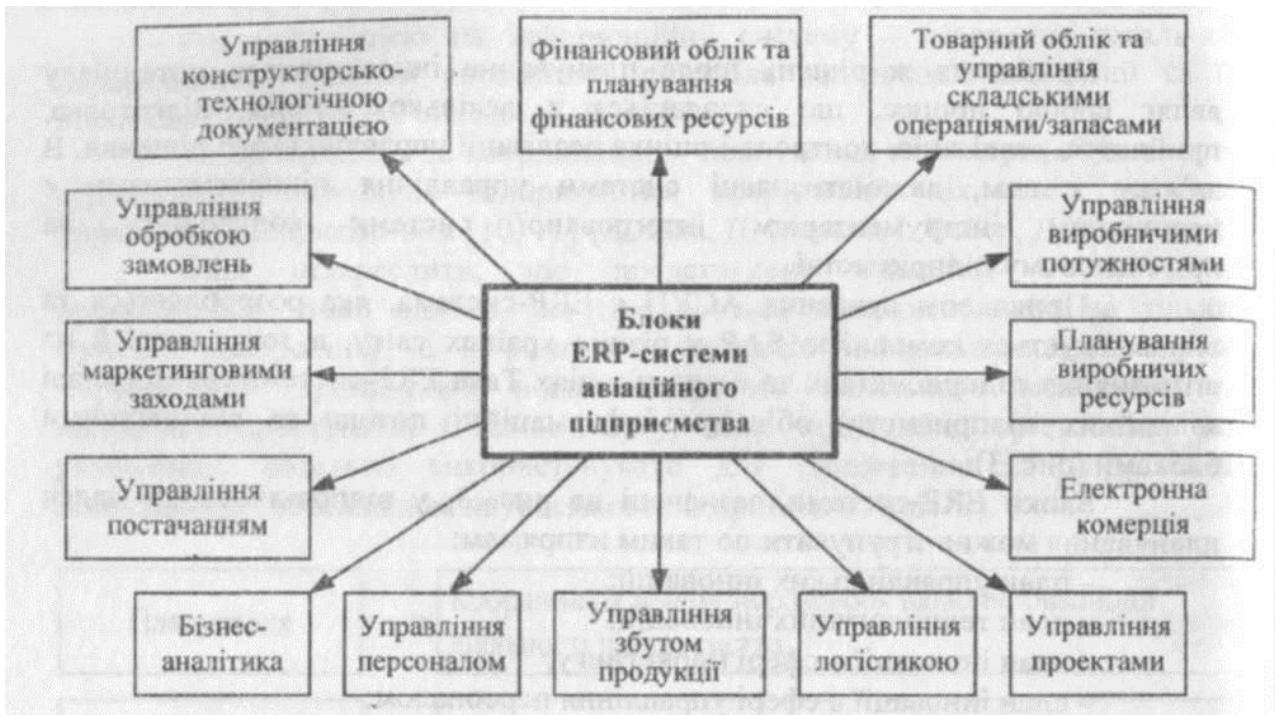 Управління
конструкторсько-
технологічною
документацією
Фінансовий облік та
планування
фінансових ресурсів
Товарний облік та
управління
складськими
операціями/запасами
Управління
обробкою
замовлень
Управління
виробничими
потужностями
Блоки
ERP-системи
авіаційного
підприємства
Управління
маркетинговими
заходами
Планування
виробничих
ресурсів
Управління
постачанням
Електронна
комерція
Бізнес-
аналітика
Управління
персоналом
Управління
збутом
продукції
Управління
логістикою
Управління
проектами